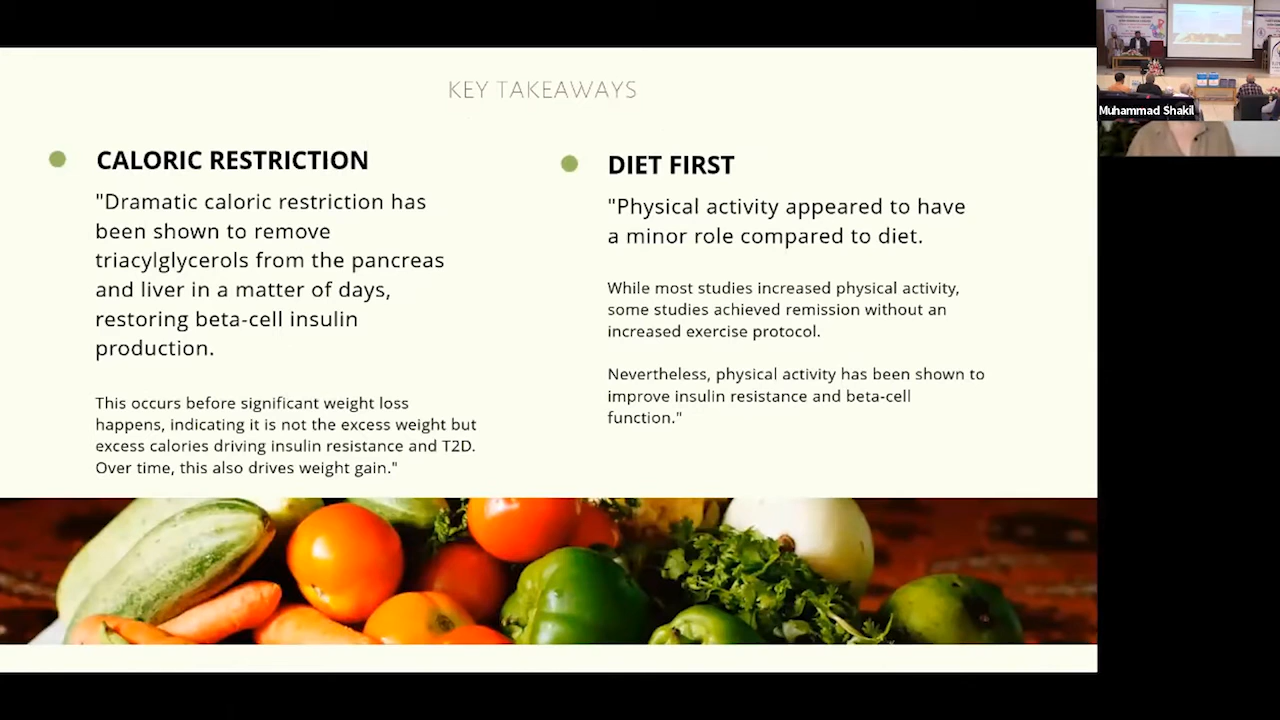 KEY TAKEAWAYS
CALORIC RESTRICTION
"Dramatic caloric restriction has
been shown to remove
triacylglycerols from the pancreas
and liver in a matter of days,
restoring beta-cell insulin
production.
This occurs before significant weight loss
happens, indicating it is not the excess weight but
excess calories driving insulin resistance and T2D.
Over time, this also drives weight gain."
DIET FIRST
"Physical activity appeared to have
a minor role compared to diet.
While most studies increased physical activity,
some studies achieved remission without an
increased exercise protocol.
Nevertheless, physical activity has been shown to
improve insulin resistance and beta-cell
function."
Muhammad Shakil